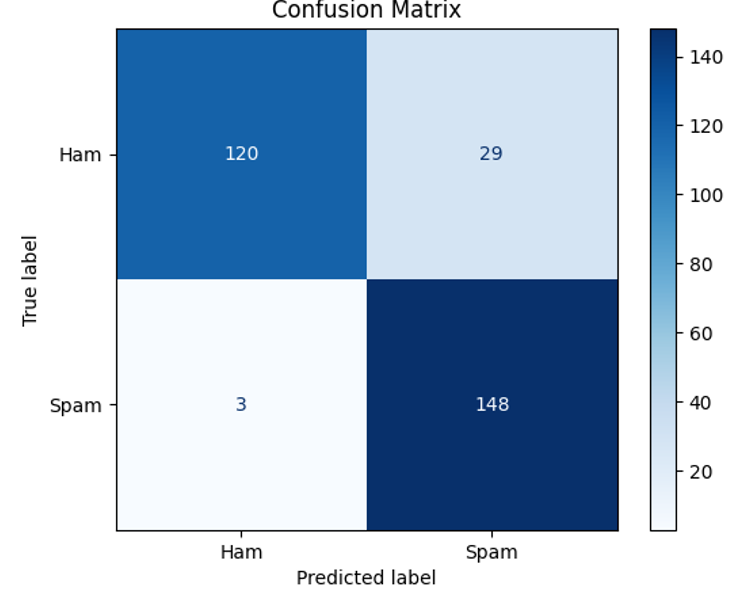 Confusion Matrix
Ham
120
29
Spam
3
148
True label
Ham
Spam
Predicted label
140
120
100
80
60
40
20